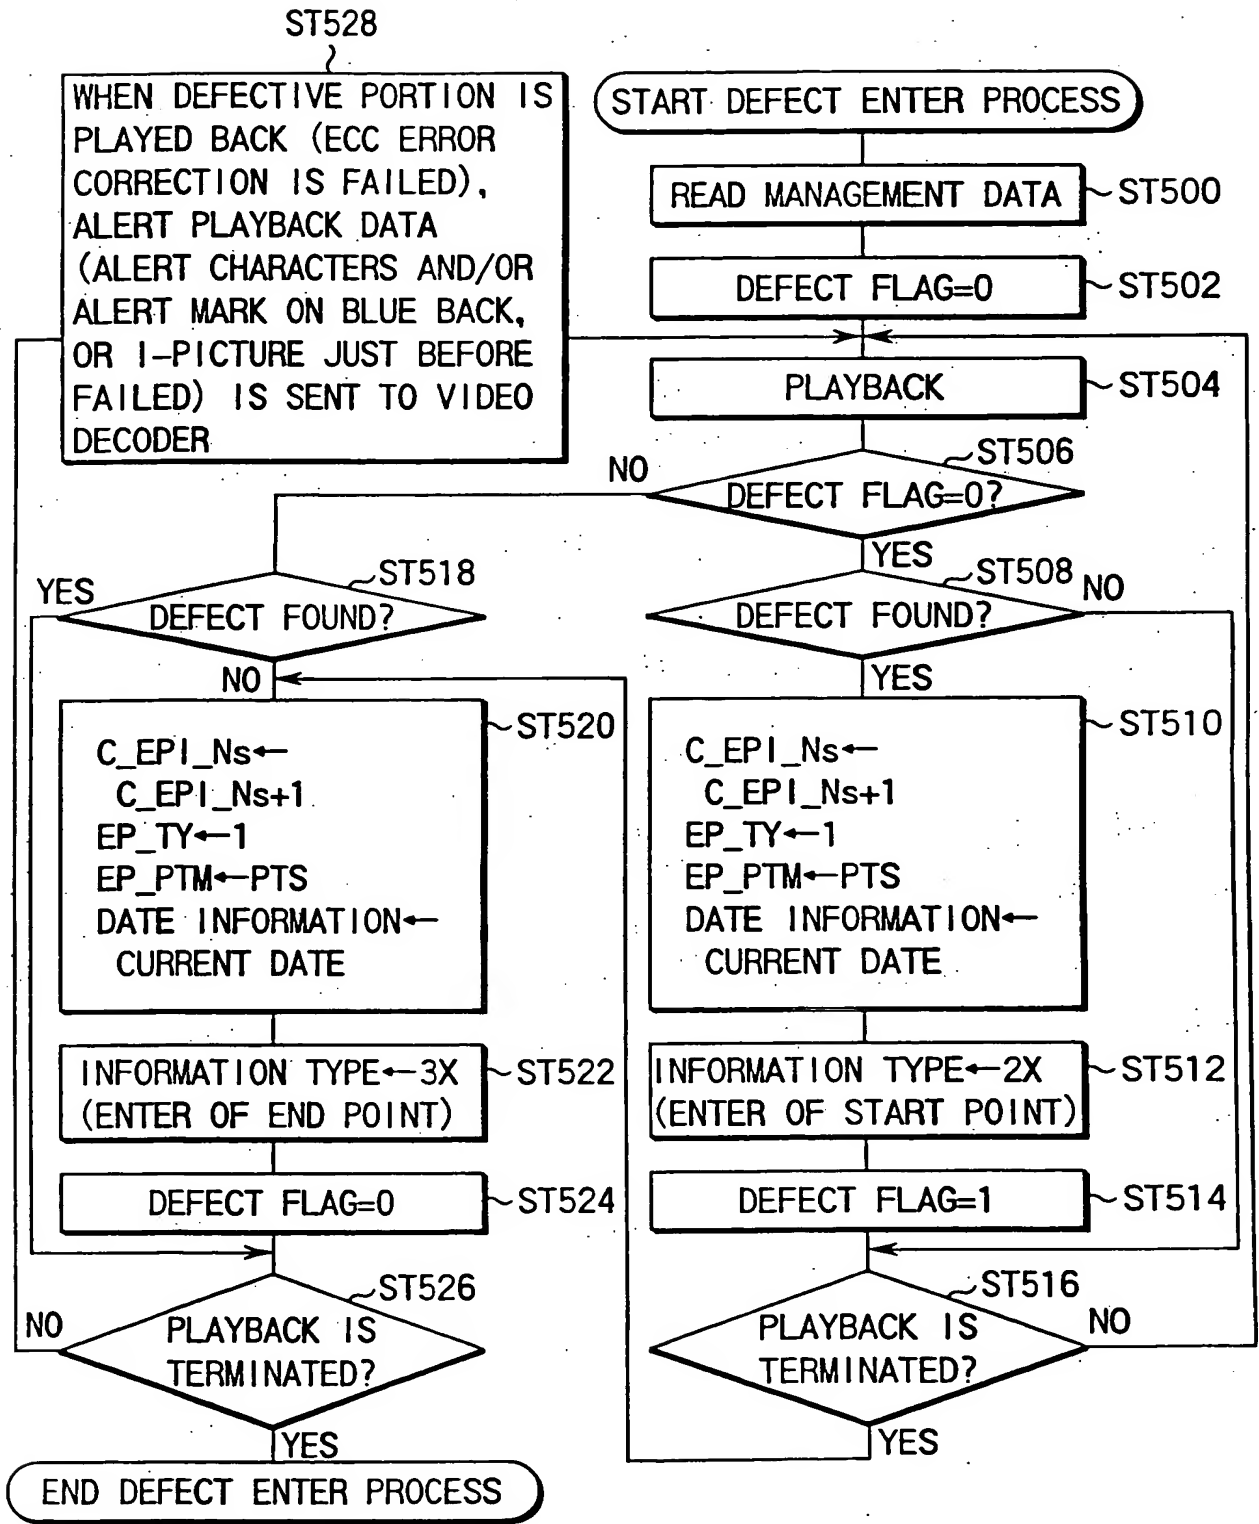 ST528
WHEN DEFECTIVE PORTION IS
PLAYED BACK (ECC ERROR
CORRECTION IS FAILED),
ALERT PLAYBACK DATA
(ALERT CHARACTERS AND/OR
ALERT MARK ON BLUE BACK,
OR I-PICTURE JUST BEFORE
FAILED) IS SENT TO VIDEO
DECODER
START DEFECT ENTER PROCESS
READ MANAGEMENT DATA
ST500
DEFECT FLAG=0
ST502
PLAYBACK
ST504
ST506
DEFECT FLAG=0?
NO
YES
ST508
DEFECT FOUND?
NO
YES
ST510
C_EPI_Ns←
C_EPI_Ns+1
EP_TY←1
EP_PTM←PTS
DATE INFORMATION←
CURRENT DATE
INFORMATION TYPE←2X
(ENTER OF START POINT)
ST512
DEFECT FLAG=1
ST514
ST516
PLAYBACK IS
TERMINATED?
NO
YES
ST518
YES
DEFECT FOUND?
NO
ST520
C_EPI_Ns←
C_EPI_Ns+1
EP_TY←1
EP_PTM←PTS
DATE INFORMATION←
CURRENT DATE
INFORMATION TYPE←3X
(ENTER OF END POINT)
ST522
DEFECT FLAG=0
ST524
ST526
NO
PLAYBACK IS
TERMINATED?
YES
END DEFECT ENTER PROCESS